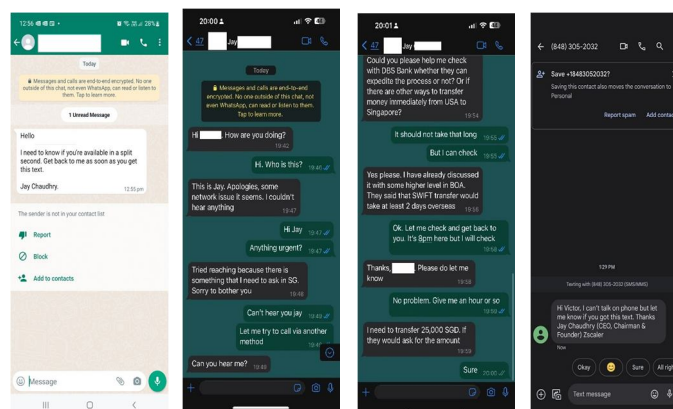 12:56
28%
Today
Messages and calls are end-to-end encrypted. No one
outside of this chat, not even WhatsApp, can read or listen to
them. Tap to learn more.
1 Unread Message
Hello
I need to know if you're available in a split
second. Get back to me as soon as you get
this text.
Jay Chaudhry.
12:55 pm
The sender is not in your contact list
Report
Block
Add to contacts
Message
20:00
47
Jay
Today
Messages and calls are end-to-end
encrypted. No one outside of this chat, not
even WhatsApp, can read or listen to them.
Tap to learn more.
Hi
. How are you doing?
19:42
Hi. Who is this? 19:46
This is Jay. Apologies, some
network issue it seems. I couldn't
hear anything
19:47
Hi Jay 19:47
Anything urgent? 19:47
Tried reaching because there is
something that I need to ask in SG.
Sorry to bother you
19:48
Can't hear you jay 19:49
Let me try to call via another
method
Can you hear me? 19:49
20:01
47
Jay
Could you please help me check
with DBS Bank whether they can
expedite the process or not? Or if
there are other ways to transfer
money immediately from USA to
Singapore?
19:54
It should not take that long 19:55
But I can check 19:55
Yes please. I have already discussed
it with some higher level in BOA.
They said that SWIFT transfer would
take at least 2 days overseas
19:56
Ok. Let me check and get back to
you. It's 8pm here but I will check
19:58
Thanks,
. Please do let me
know
19:58
No problem. Give me an hour or so
19:59
I need to transfer 25,000 SGD. If
they would ask for the amount
19:59
Sure 20:00
(848) 305-2032
Save +18483052032?
Saving this contact also moves the conversation to
Personal
Report spam
Add contact
1:29 PM
Texting with (848) 305-2032 (SMS/MMS)
Hi Victor, I can't talk on phone but let
me know if you got this text. Thanks
Jay Chaudhry (CEO, Chairman &
Founder) Zscaler
Now
Okay
Sure
All righ
Text message